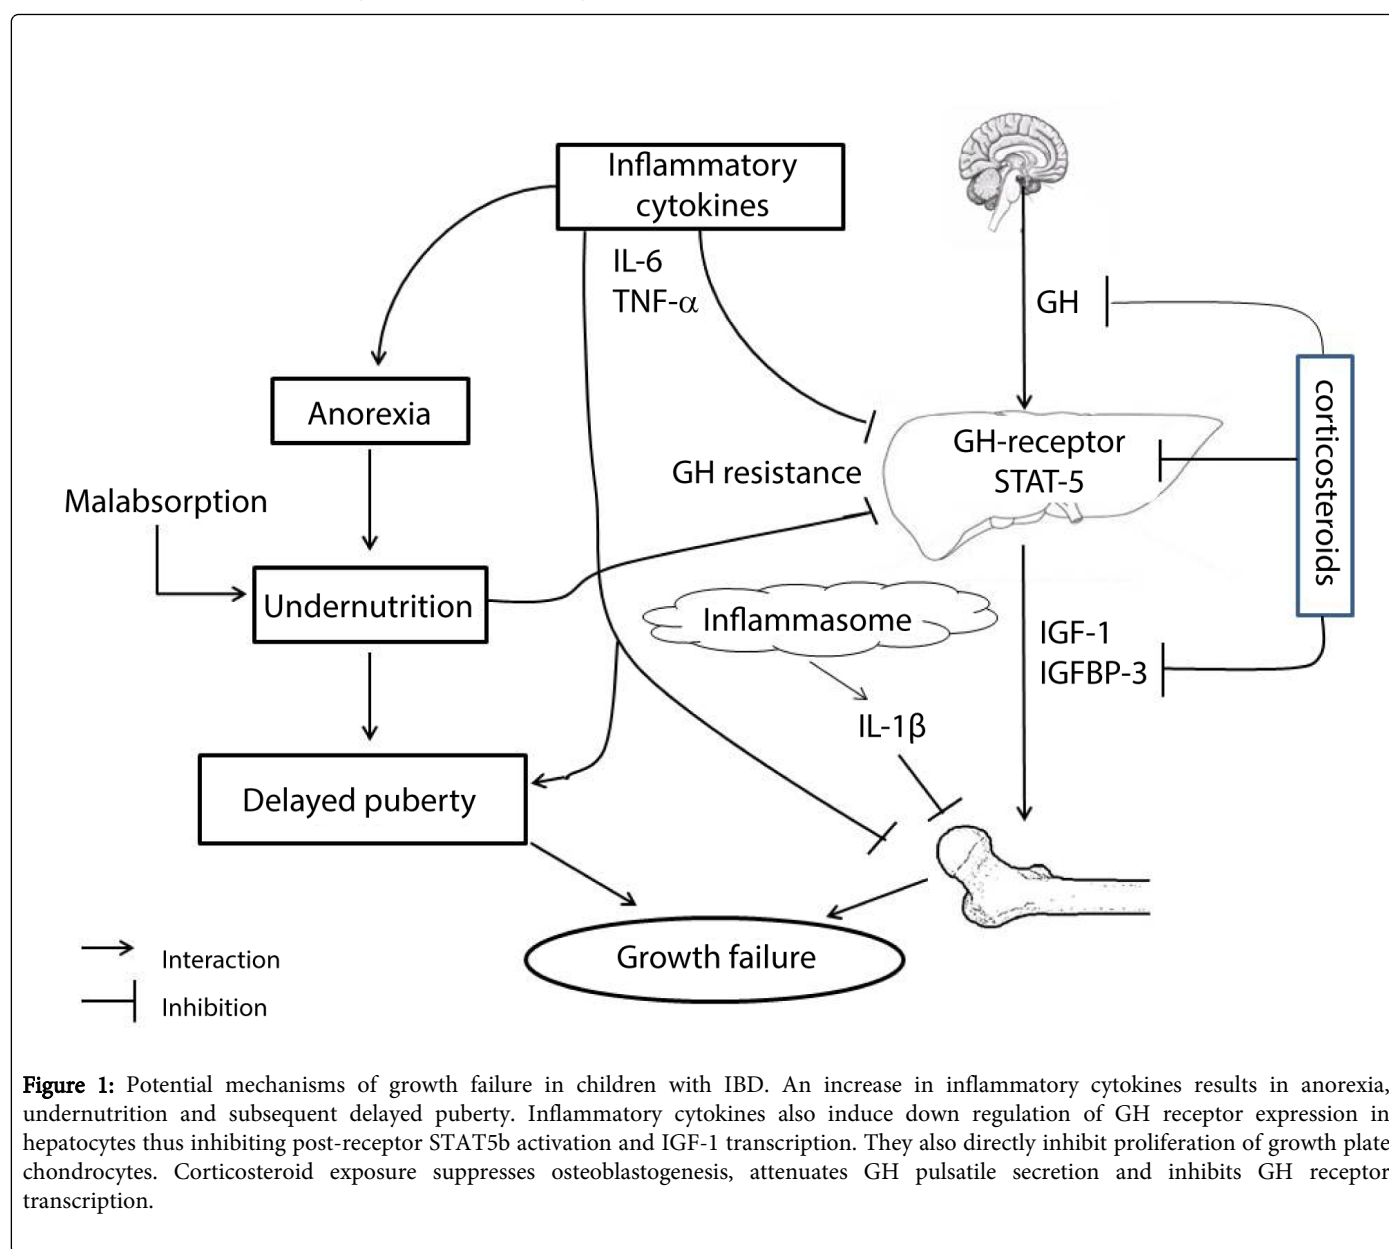 Inflammatory
cytokines
IL-6
TNF-α
GH
Anorexia
GH-receptor
STAT-5
corticosteroids
GH resistance
Malabsorption
Undernutrition
Inflammasome
IGF-1
IGFBP-3
IL-1β
Delayed puberty
Growth failure
Interaction
Inhibition
Figure 1: Potential mechanisms of growth failure in children with IBD. An increase in inflammatory cytokines results in anorexia,
undernutrition and subsequent delayed puberty. Inflammatory cytokines also induce down regulation of GH receptor expression in
hepatocytes thus inhibiting post-receptor STAT5b activation and IGF-1 transcription. They also directly inhibit proliferation of growth plate
chondrocytes. Corticosteroid exposure suppresses osteoblastogenesis, attenuates GH pulsatile secretion and inhibits GH receptor
transcription.